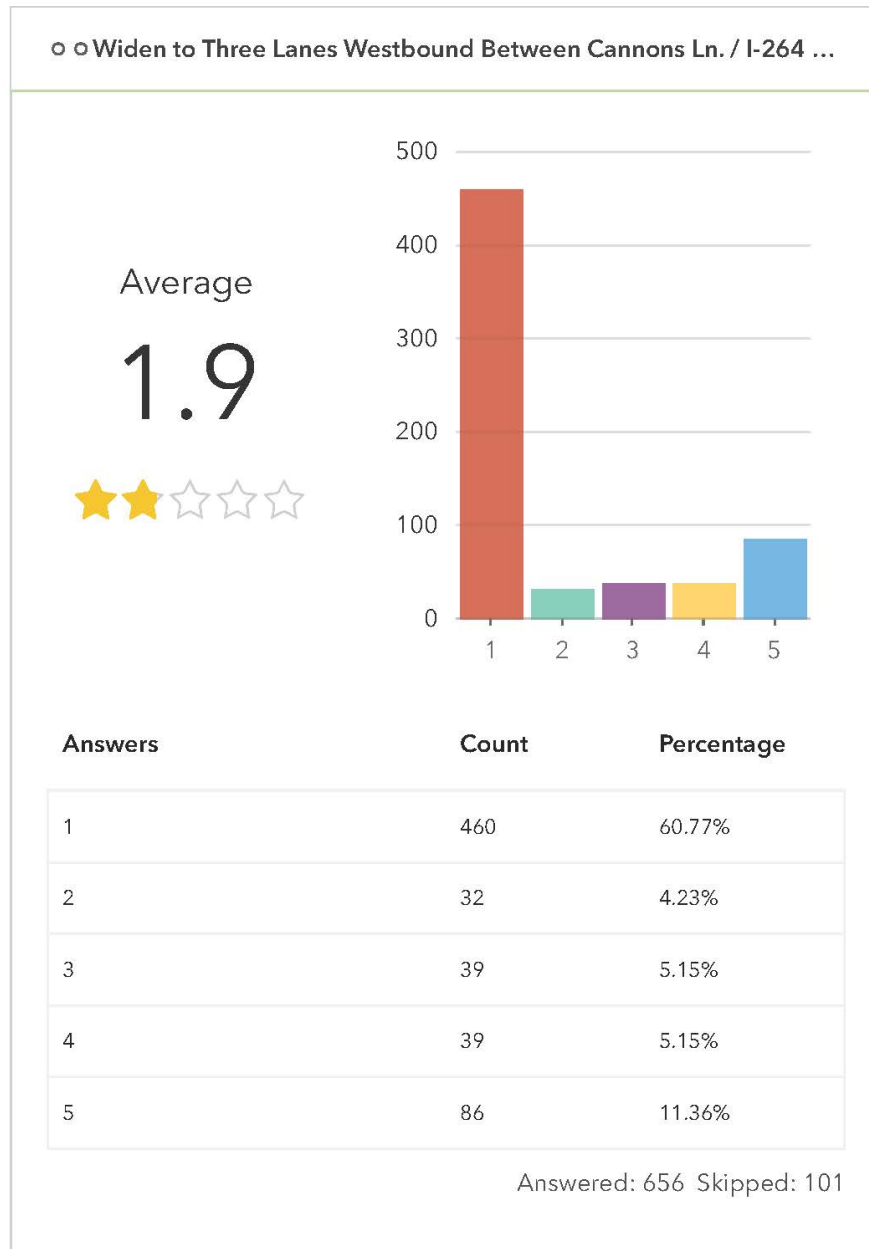 Widen to Three Lanes Westbound Between Cannons Ln. / I-264 ...
500
400
300
200
100
0
1 2 3 4 5
Average
1.9
Answers Count Percentage
1 460 60.77%
2 32 4.23%
3 39 5.15%
4 39 5.15%
5 86 11.36%
Answered: 656 Skipped: 101